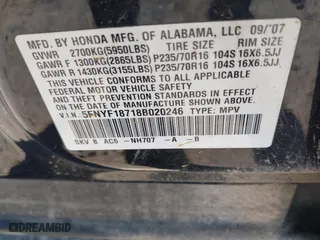 MFD. BY HONDA MFG. OF ALABAMA, LLC 09/'07
GVWR 2700KG(5950LBS) TIRE SIZE RIM SIZE
GAWR F 1300KG(2865LBS) P235/70R16 104S 16X6.5JJ
GAWR R 1430KG(3155LBS) P235/70R16 104S 16X6.5JJ
THIS VEHICLE CONFORMS TO ALL APPLICABLE
FEDERAL MOTOR VEHICLE SAFETY STANDARDS IN
EFFECT ON THE DATE OF MANUFACTURE SHOWN ABOVE.
V.I.N.: 5FNYF18718B020246 TYPE: MPV
SKV 8 AC6 -NH707 -A -B
DREAMBID